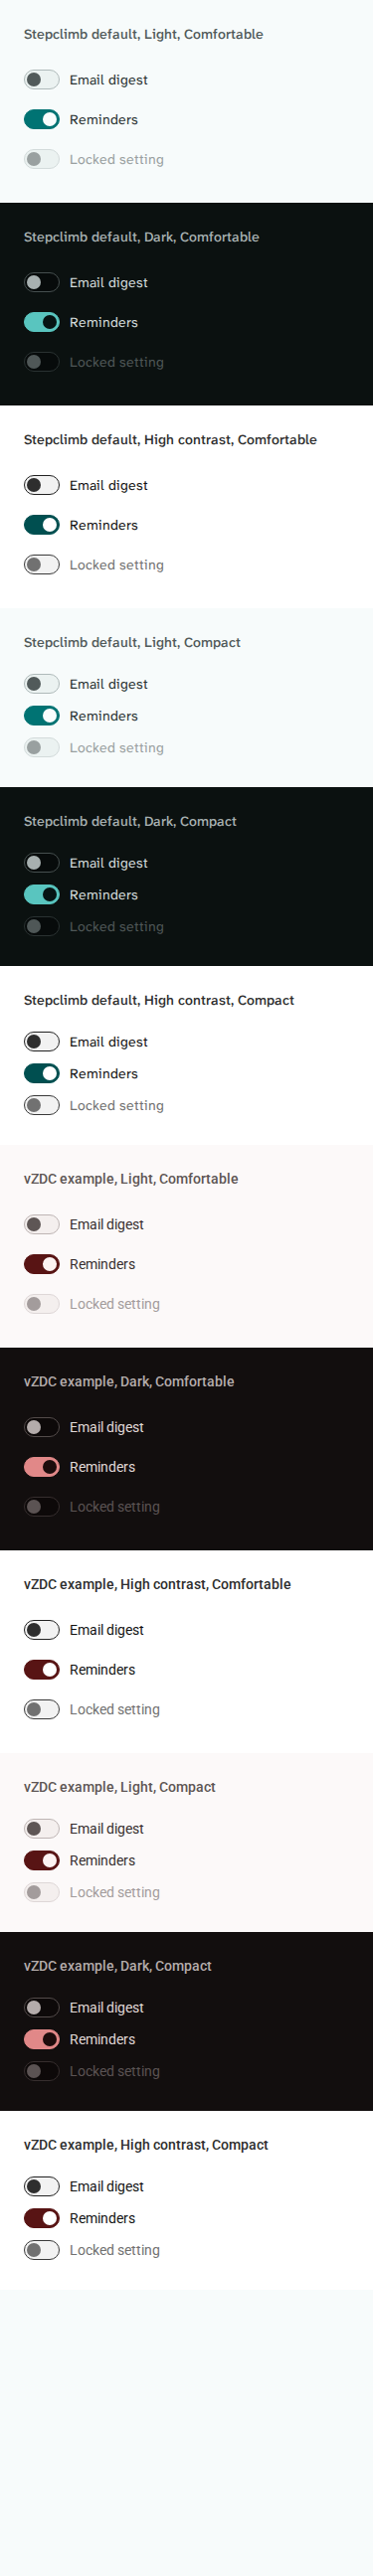 Stepclimb default, Light, Comfortable
Email digest
Reminders
Locked setting
Stepclimb default, Dark, Comfortable
Email digest
Reminders
Locked setting
Stepclimb default, High contrast, Comfortable
Email digest
Reminders
Locked setting
Stepclimb default, Light, Compact
Email digest
Reminders
Locked setting
Stepclimb default, Dark, Compact
Email digest
Reminders
Locked setting
Stepclimb default, High contrast, Compact
Email digest
Reminders
Locked setting
vZDC example, Light, Comfortable
Email digest
Reminders
Locked setting
vZDC example, Dark, Comfortable
Email digest
Reminders
Locked setting
vZDC example, High contrast, Comfortable
Email digest
Reminders
Locked setting
vZDC example, Light, Compact
Email digest
Reminders
Locked setting
vZDC example, Dark, Compact
Email digest
Reminders
Locked setting
vZDC example, High contrast, Compact
Email digest
Reminders
Locked setting